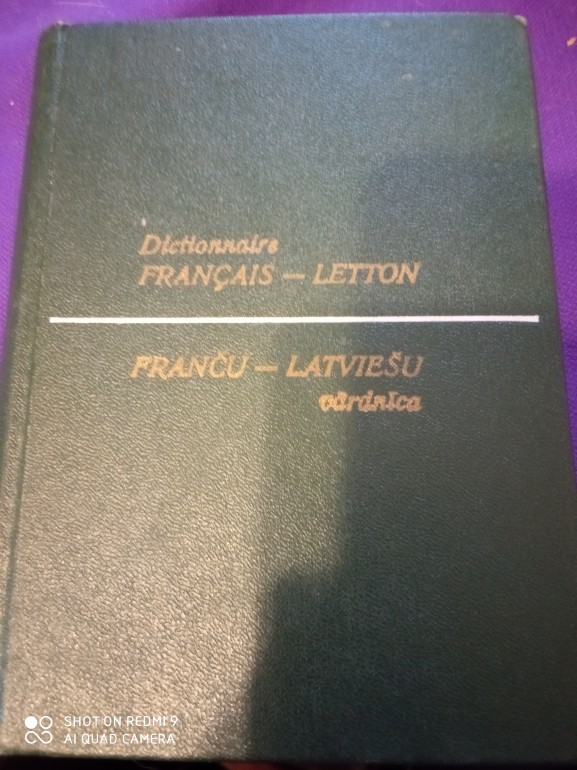 Dictionnaire
FRANÇAIS – LETTON
FRANČU – LATVIEŠU
vārdnīca
SHOT ON REDMI 9
AI QUAD CAMERA